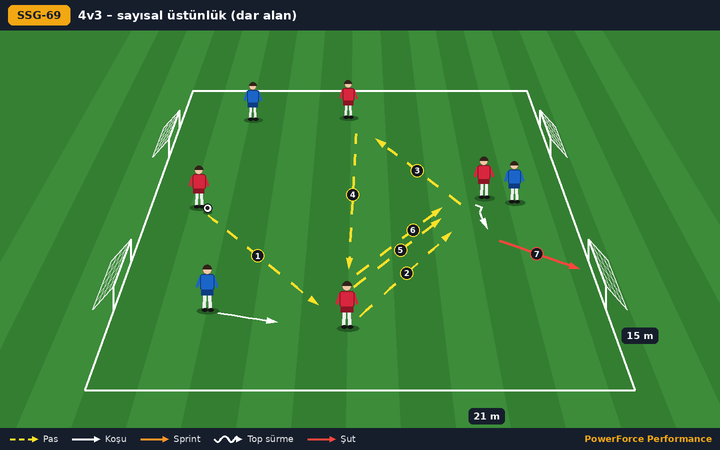 SSG-69 4v3 – sayısal üstünlük (dar alan)
3
4
6
5
1
7
2
15 m
21 m
Pas Koşu Sprint Top sürme Şut PowerForce Performance